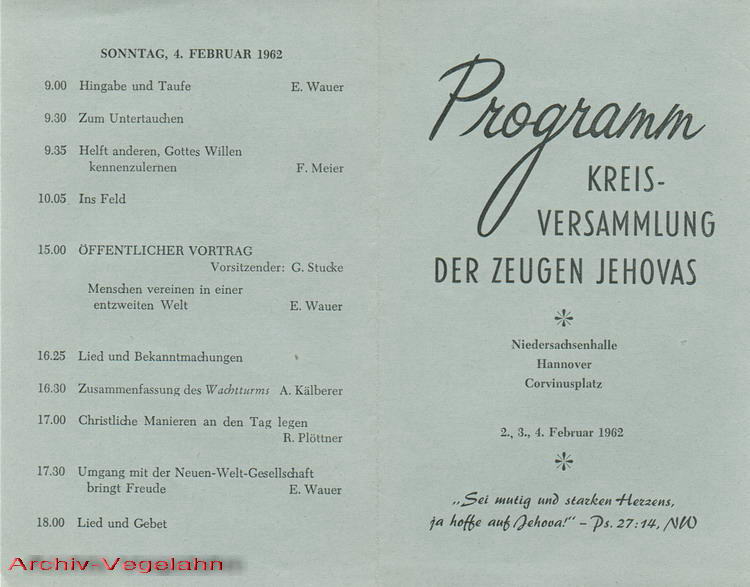 SONNTAG, 4. FEBRUAR 1962
9.00 Hingabe und Taufe E. Wauer
9.30 Zum Untertauchen
9.35 Helft anderen, Gottes Willen
kennenzulernen F. Meier
10.05 Ins Feld
15.00 ÖFFENTLICHER VORTRAG
Vorsitzender: G. Stucke
Menschen vereinen in einer
entzweiten Welt E. Wauer
16.25 Lied und Bekanntmachungen
16.30 Zusammenfassung des Wachtturms A. Kälberer
17.00 Christliche Manieren an den Tag legen
R. Plöttner
17.30 Umgang mit der Neuen-Welt-Gesellschaft
bringt Freude E. Wauer
18.00 Lied und Gebet
Archiv-Vegelahn
Programm
KREIS-
VERSAMMLUNG
DER ZEUGEN JEHOVAS
Niedersachsenhalle
Hannover
Corvinusplatz
2., 3., 4. Februar 1962
„Sei mutig und starken Herzens,
ja hoffe auf Jehova!" – Ps. 27:14, NW